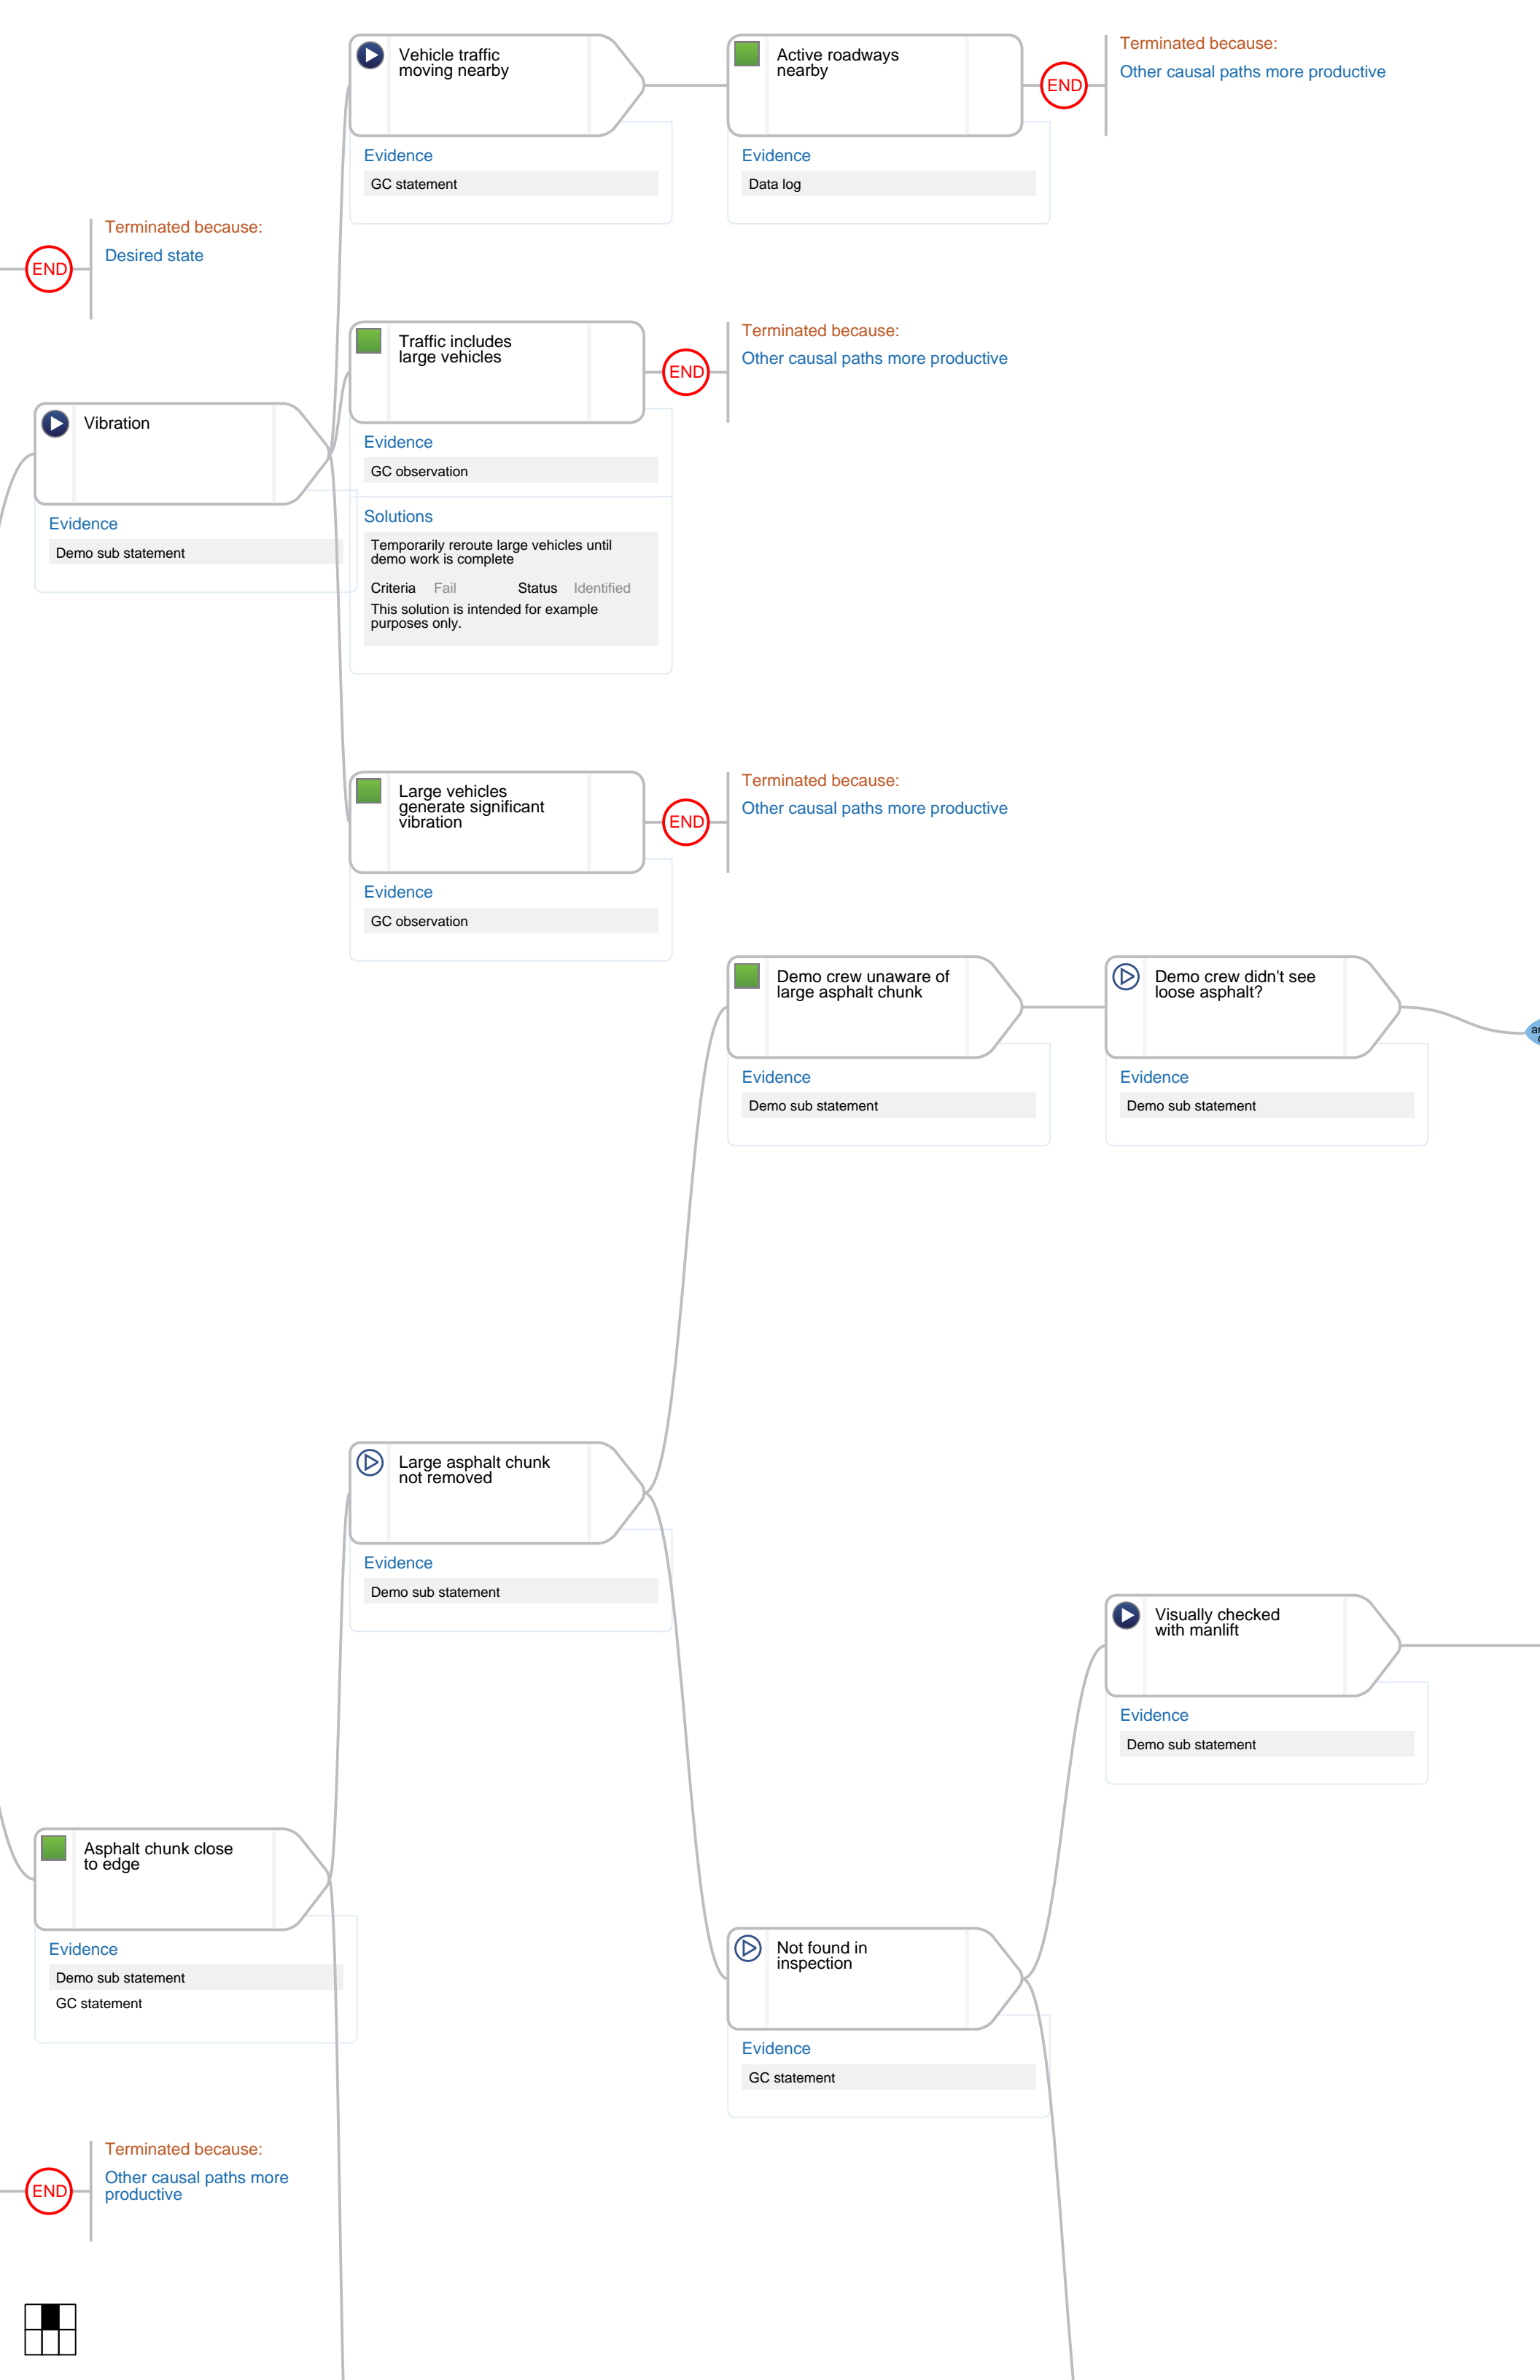 Vehicle traffic
moving nearby
Evidence
GC statement
Active roadways
nearby
Evidence
Data log
END
Terminated because:
Other causal paths more productive
END
Terminated because:
Desired state
Traffic includes
large vehicles
Evidence
GC observation
Solutions
Temporarily reroute large vehicles until
demo work is complete
Criteria Fail Status Identified
This solution is intended for example
purposes only.
END
Terminated because:
Other causal paths more productive
Vibration
Evidence
Demo sub statement
Large vehicles
generate significant
vibration
Evidence
GC observation
END
Terminated because:
Other causal paths more productive
Demo crew unaware of
large asphalt chunk
Evidence
Demo sub statement
Demo crew didn't see
loose asphalt?
Evidence
Demo sub statement
Large asphalt chunk
not removed
Evidence
Demo sub statement
Visually checked
with manlift
Evidence
Demo sub statement
Asphalt chunk close
to edge
Evidence
Demo sub statement
GC statement
Not found in
inspection
Evidence
GC statement
END
Terminated because:
Other causal paths more
productive